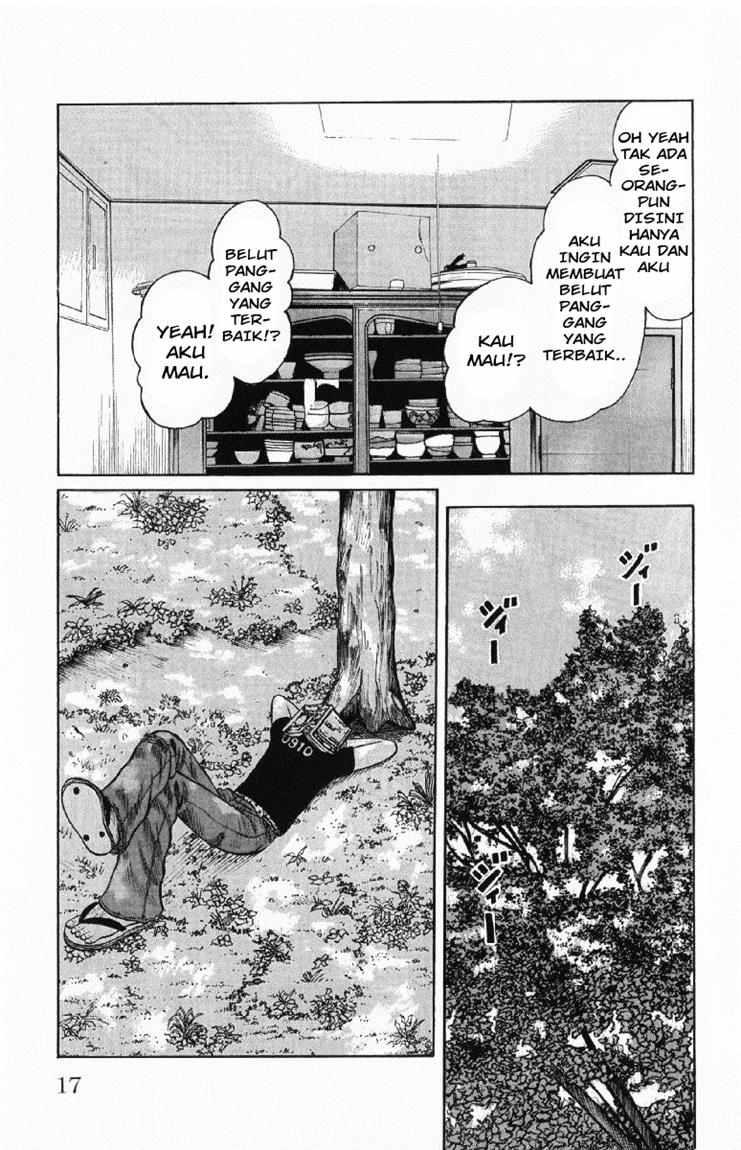 OH YEAH
TAK ADA
SE-
ORANG-
PUN
DISINI
HANYA
KAU DAN
AKU
AKU
INGIN
MEMBUAT
BELUT
PANG-
GANG
YANG
TERBAIK..
KAU
MAU!?
BELUT
PANG-
GANG
YANG
TER-
BAIK!?
YEAH!
AKU
MAU.
ジィー
ジィー
ジィー
0910
17